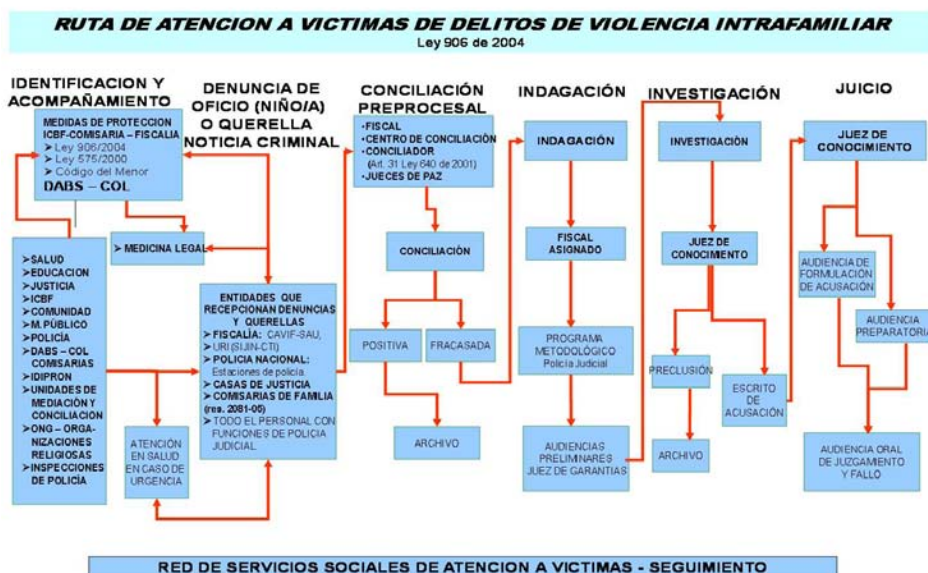 RUTA DE ATENCION A VICTIMAS DE DELITOS DE VIOLENCIA INTRAFAMILIAR
Ley 906 de 2004
IDENTIFICACION Y
ACOMPAÑAMIENTO
MEDIDAS DE PROTECCION
ICBF-COMISARIA – FISCALIA
➤ Ley 906/2004
➤ Ley 575/2000
➤ Código del Menor
DABS – COL
➤ MEDICINA LEGAL
➤SALUD
➤EDUCACION
➤JUSTICIA
➤ICBF
➤COMUNIDAD
➤M. PÚBLICO
➤POLICÍA
➤DABS – COL
COMISARIAS
➤IDIPRON
➤UNIDADES DE
MEDIACIÓN Y
CONCILIACION
➤ONG – ORGA-
NIZACIONES
RELIGIOSAS
➤INSPECCIONES
DE POLICÍA
ATENCIÓN
EN SALUD
EN CASO DE
URGENCIA
DENUNCIA DE
OFICIO (NIÑO/A)
O QUERELLA
NOTICIA CRIMINAL
ENTIDADES QUE
RECEPCIONAN DENUNCIAS
Y QUERELLAS
➤ FISCALÌA: CAVIF-SAU,
➤ URI (SIJIN-CTI)
➤ POLICIA NACIONAL:
Estaciones de policía.
➤ CASAS DE JUSTICIA
➤ COMISARIAS DE FAMILIA
(res. 2081-05)
➤ TODO EL PERSONAL CON
FUNCIONES DE POLICIA
JUDICIAL.
CONCILIACIÓN
PREPROCESAL
•FISCAL
•CENTRO DE CONCILIACIÓN
•CONCILIADOR
(Art. 31 Ley 640 de 2001)
•JUECES DE PAZ
CONCILIACIÒN
POSITIVA
FRACASADA
ARCHIVO
INDAGACIÓN
INDAGACIÒN
FISCAL
ASIGNADO
PROGRAMA
METODOLÓGICO
Policía Judicial
AUDIENCIAS
PRELIMINARES
JUEZ DE GARANTIAS
INVESTIGACIÓN
INVESTIGACIÒN
JUEZ DE
CONOCIMIENTO
PRECLUSIÓN
ARCHIVO
ESCRITO
DE
ACUSACIÓN
JUICIO
JUEZ DE
CONOCIMIENTO
AUDIENCIA DE
FORMULACIÓN
DE ACUSACIÓN
AUDIENCIA
PREPARATORIA
AUDIENCIA ORAL
DE JUZGAMIENTO
Y FALLO
RED DE SERVICIOS SOCIALES DE ATENCION A VICTIMAS - SEGUIMIENTO